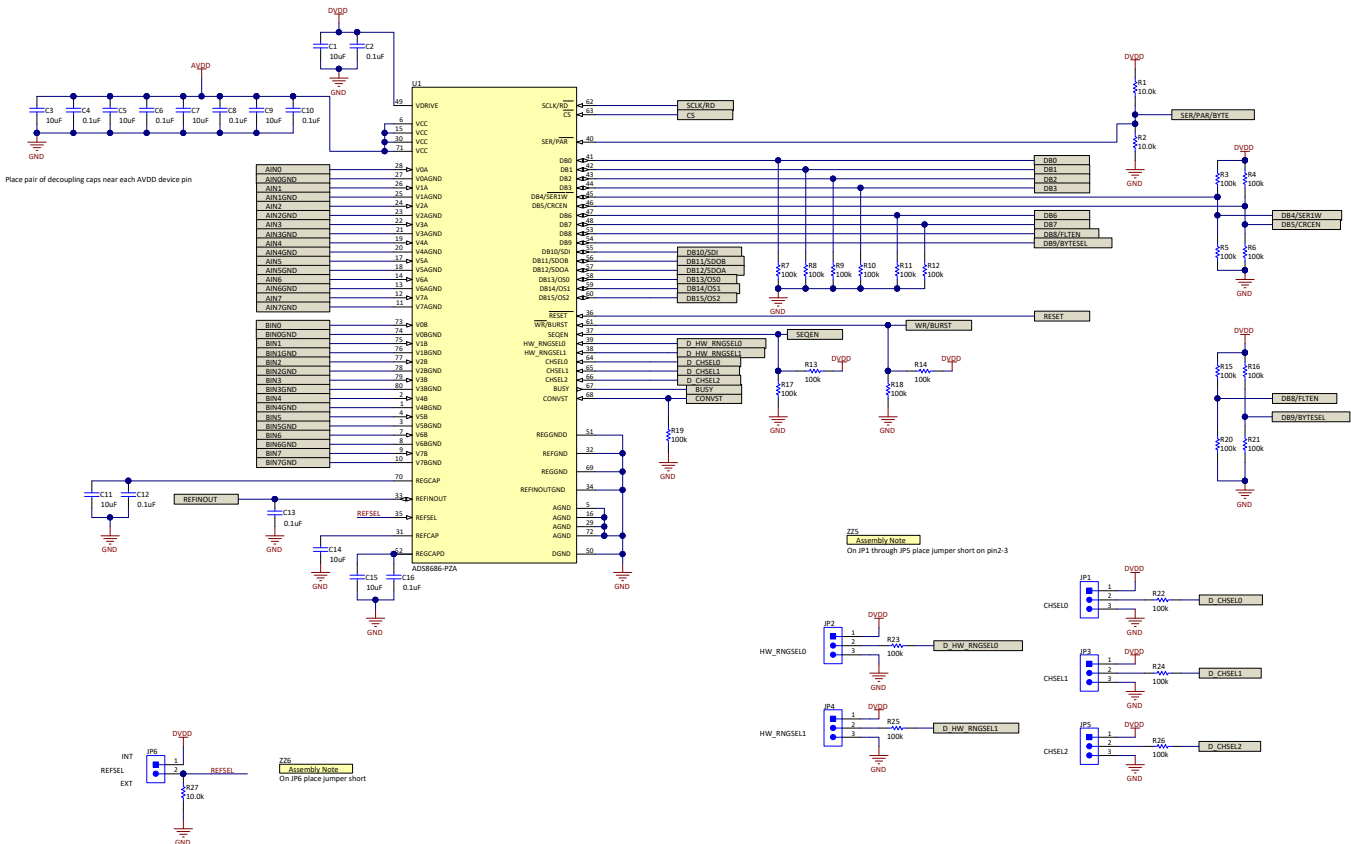 DVDD
C1
10uF
C2
0.1uF
GND
AVDD
C3
10uF
C4
0.1uF
C5
10uF
C6
0.1uF
C7
10uF
C8
0.1uF
C9
10uF
C10
0.1uF
GND
Place pair of decoupling caps near each AVDD device pin
U1
49 VDRIVE
6 VCC
15 VCC
30 VCC
71 VCC
AIN0 28 V0A
AIN0GND 27 V0AGND
AIN1 26 V1A
AIN1GND 25 V1AGND
AIN2 24 V2A
AIN2GND 23 V2AGND
AIN3 22 V3A
AIN3GND 21 V3AGND
AIN4 19 V4A
AIN4GND 20 V4AGND
AIN5 17 V5A
AIN5GND 18 V5AGND
AIN6 14 V6A
AIN6GND 13 V6AGND
AIN7 12 V7A
AIN7GND 11 V7AGND
BIN0 73 V0B
BIN0GND 74 V0BGND
BIN1 75 V1B
BIN1GND 76 V1BGND
BIN2 77 V2B
BIN2GND 78 V2BGND
BIN3 79 V3B
BIN3GND 80 V3BGND
BIN4 2 V4B
BIN4GND 1 V4BGND
BIN5 4 V5B
BIN5GND 3 V5BGND
BIN6 7 V6B
BIN6GND 8 V6BGND
BIN7 9 V7B
BIN7GND 10 V7BGND
70 REGCAP
REFINOUT 33 REFINOUT
REFSEL 35 REFSEL
31 REFCAP
52 REGCAPD
ADS8686-PZA
C11
10uF
C12
0.1uF
GND
C13
0.1uF
GND
C14
10uF
GND
C15
10uF
C16
0.1uF
GND
SCLK/RD 62 SCLK/RD
CS 63 CS
SER/PAR 40
DB0 41 DB0
DB1 42 DB1
DB2 43 DB2
DB3 44 DB3
DB4/SER1W 45
DB5/CRCEN 46
DB6 47 DB6
DB7 48 DB7
DB8 53 DB8/FLTEN
DB9 54 DB9/BYTESEL
DB10/SDI 55 DB10/SDI
DB11/SDOB 56 DB11/SDOB
DB12/SDOA 57 DB12/SDOA
DB13/OS0 58 DB13/OS0
DB14/OS1 59 DB14/OS1
DB15/OS2 60 DB15/OS2
RESET 36 RESET
WR/BURST 61 WR/BURST
SEQEN 37 SEQEN
HW_RNGSEL0 39 D_HW_RNGSEL0
HW_RNGSEL1 38 D_HW_RNGSEL1
CHSEL0 64 D_CHSEL0
CHSEL1 65 D_CHSEL1
CHSEL2 66 D_CHSEL2
BUSY 67 BUSY
CONVST 68 CONVST
REGGNDD 51
REFGND 32
REGGND 69
REFINOUTGND 34
AGND 5
AGND 16
AGND 29
AGND 72
DGND 50
GND
R19
100k
GND
R7
100k
R8
100k
R9
100k
R10
100k
R11
100k
R12
100k
GND
R13
100k
DVDD
R17
100k
GND
R14
100k
DVDD
R18
100k
GND
DVDD
R1
10.0k
SER/PAR/BYTE
R2
10.0k
GND
DVDD
R3
100k
R4
100k
DB4/SER1W
DB5/CRCEN
R5
100k
R6
100k
GND
DVDD
R15
100k
R16
100k
DB8/FLTEN
DB9/BYTESEL
R20
100k
R21
100k
GND
ZZ5
Assembly Note
On JP1 through JP5 place jumper short on pin2-3
JP1
DVDD
1
2
3
CHSEL0
R22
100k
D_CHSEL0
GND
JP2
DVDD
1
2
3
HW_RNGSEL0
R23
100k
D_HW_RNGSEL0
GND
JP3
DVDD
1
2
3
CHSEL1
R24
100k
D_CHSEL1
GND
JP4
DVDD
1
2
3
HW_RNGSEL1
R25
100k
D_HW_RNGSEL1
GND
JP5
DVDD
1
2
3
CHSEL2
R26
100k
D_CHSEL2
GND
DVDD
JP6
INT
1
REFSEL
2
REFSEL
EXT
R27
10.0k
GND
ZZ6
Assembly Note
On JP6 place jumper short